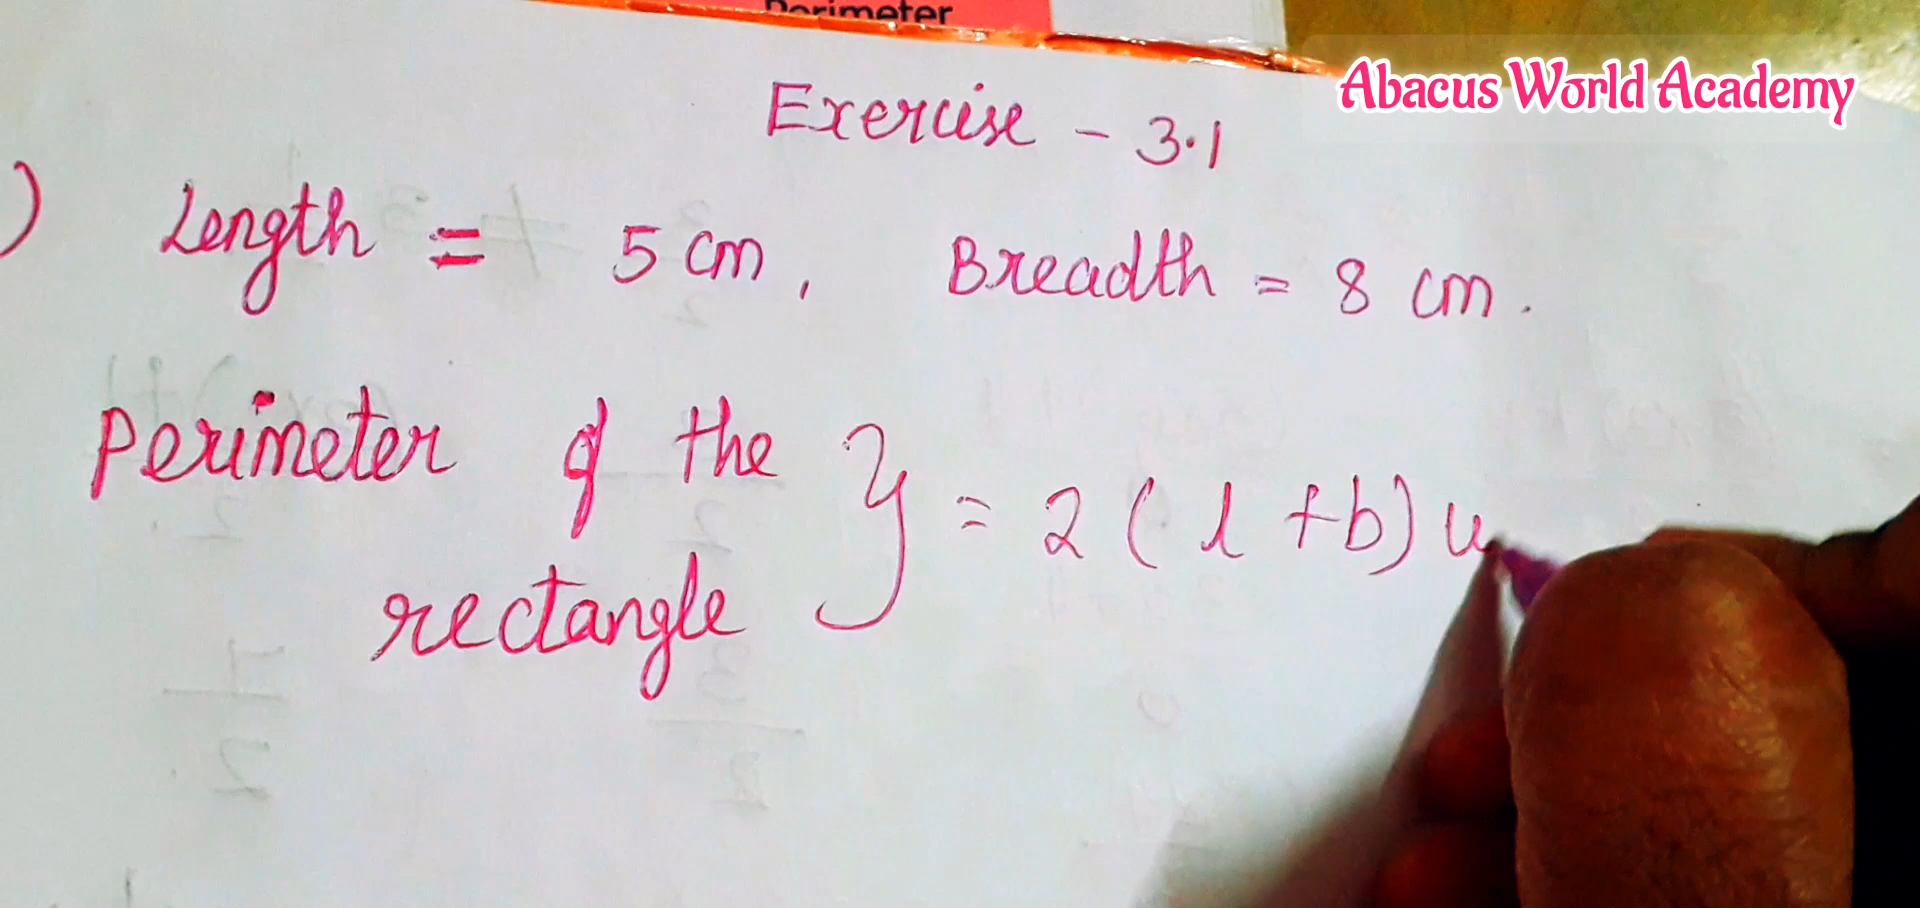 Perimeter
Abacus World Academy
Exercise - 3.1
) Length = 5 cm, Breadth = 8 cm.
Perimeter of the
rectangle } = 2 ( l + b ) u